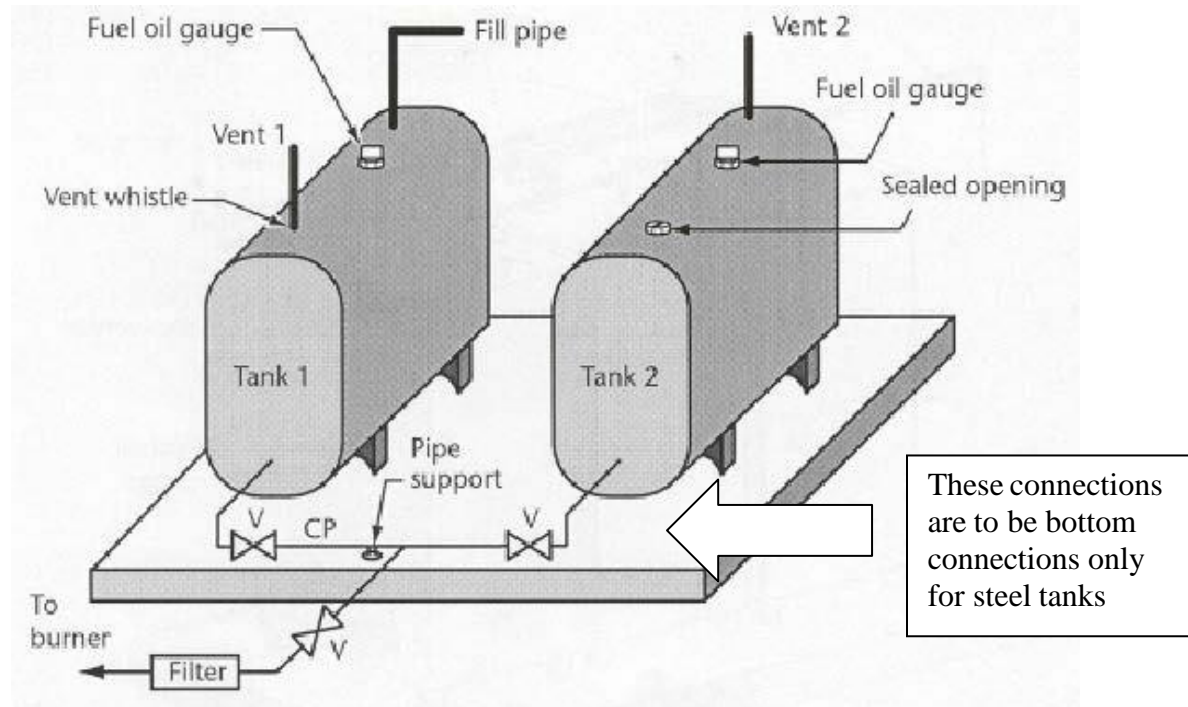 Fuel oil gauge
Fill pipe
Vent 2
Fuel oil gauge
Vent 1
Vent whistle
Sealed opening
Tank 1
Tank 2
Pipe
support
V
CP
V
These connections
are to be bottom
connections only
for steel tanks
To
burner
V
Filter